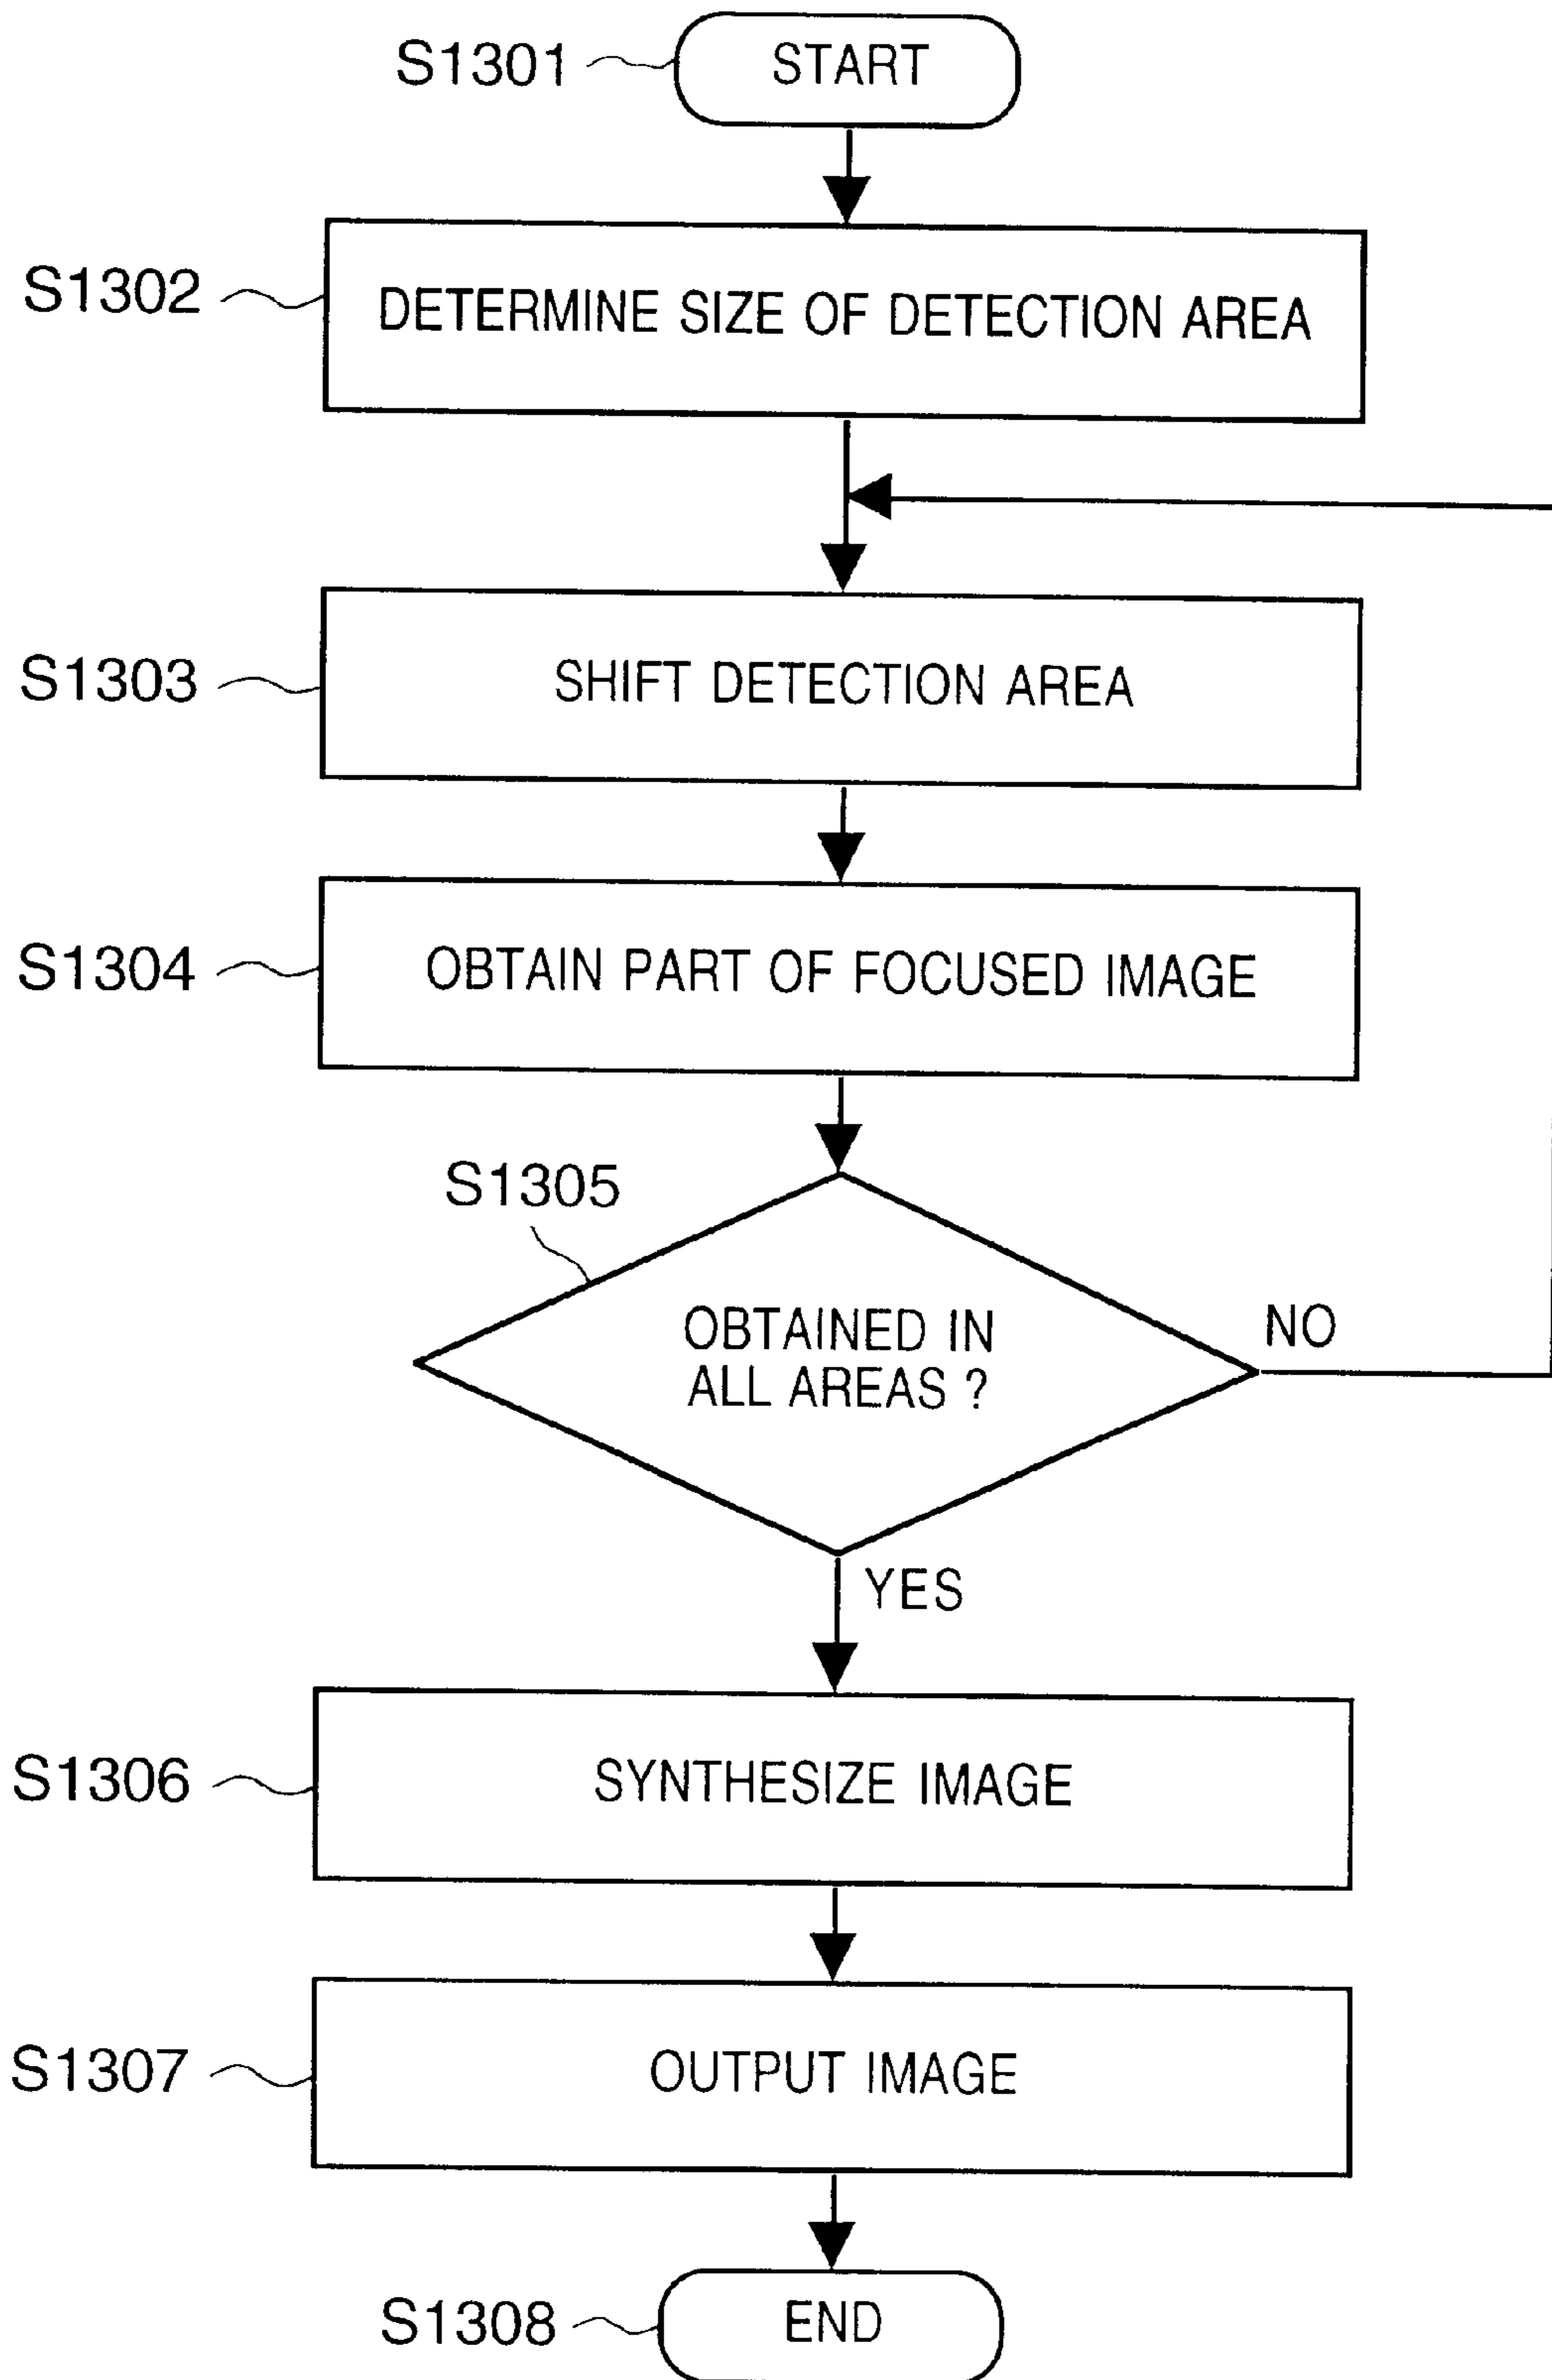 S1301
START
S1302
DETERMINE SIZE OF DETECTION AREA
S1303
SHIFT DETECTION AREA
S1304
OBTAIN PART OF FOCUSED IMAGE
S1305
OBTAINED IN
ALL AREAS ?
NO
YES
S1306
SYNTHESIZE IMAGE
S1307
OUTPUT IMAGE
S1308
END